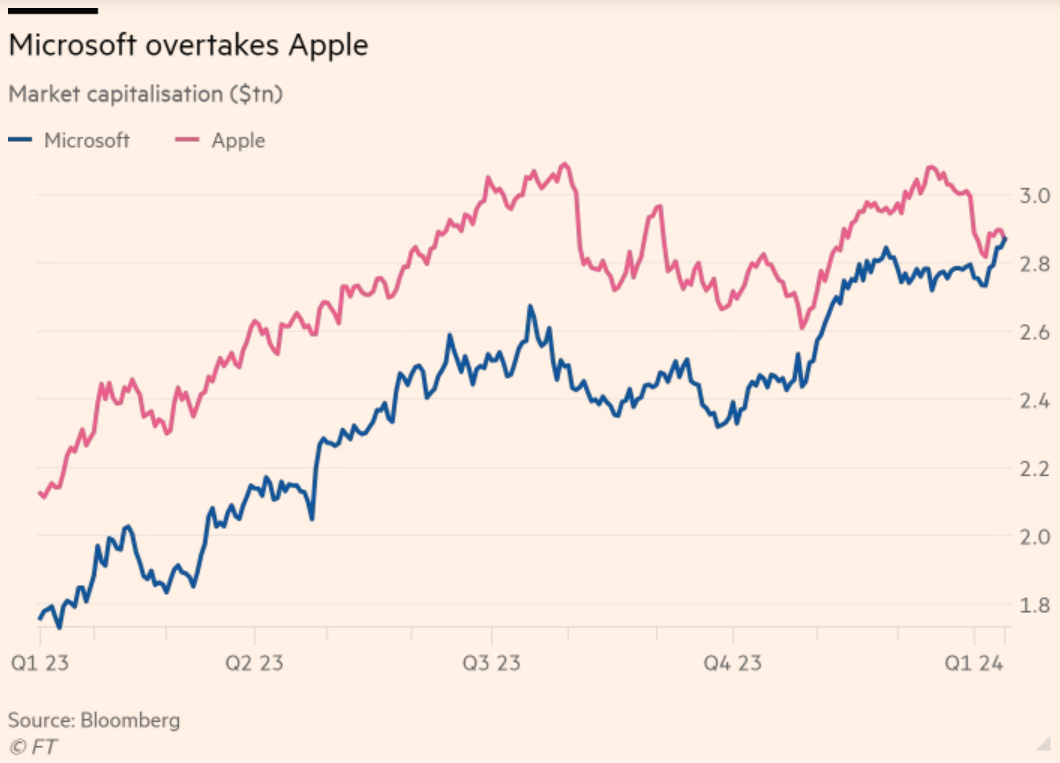 Microsoft overtakes Apple
Market capitalisation ($tn)
Microsoft Apple
3.0
2.8
2.6
2.4
2.2
2.0
1.8
Q1 23 Q2 23 Q3 23 Q4 23 Q1 24
Source: Bloomberg
© FT